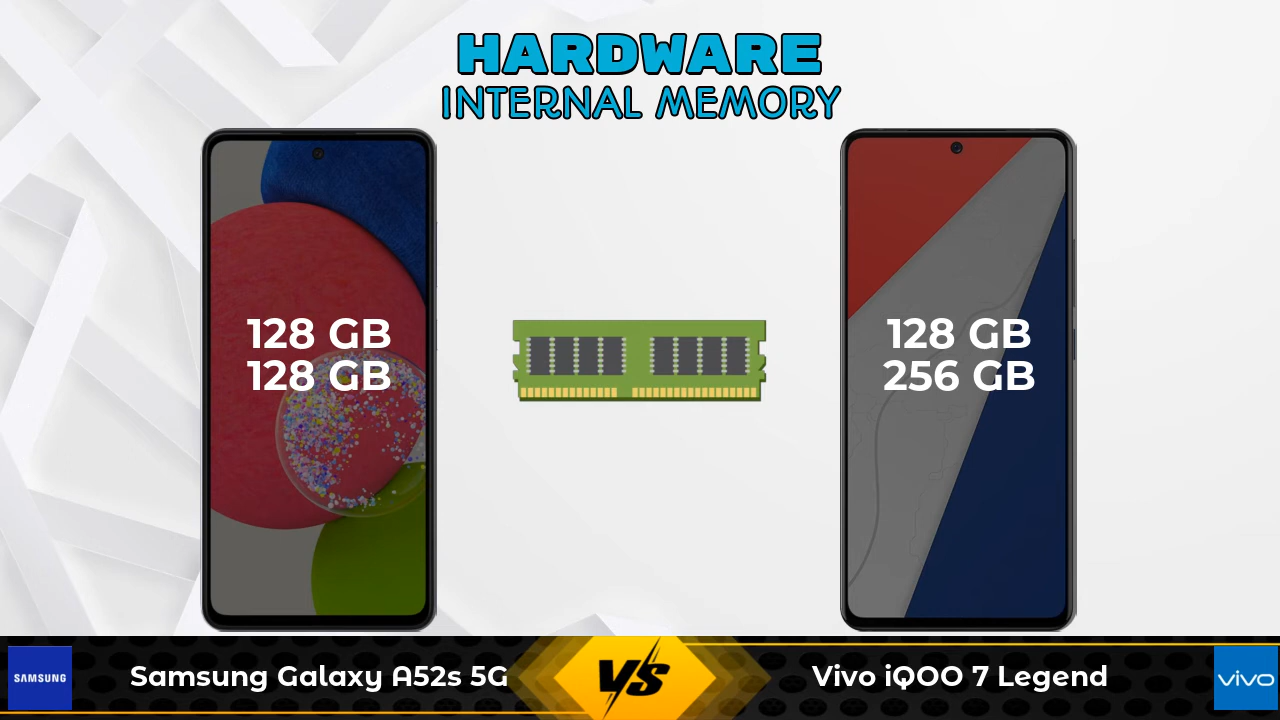 HARDWARE
INTERNAL MEMORY
128 GB
128 GB
128 GB
256 GB
SAMSUNG
Samsung Galaxy A52s 5G
VS
Vivo iQOO 7 Legend
vivo